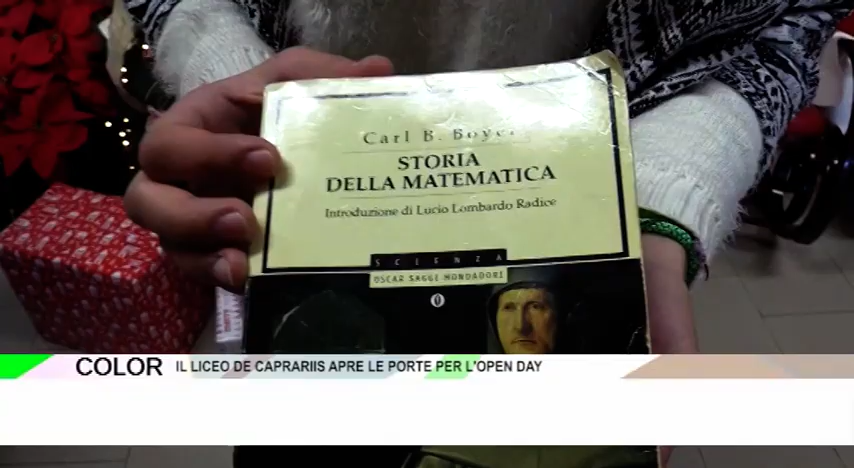 Carl B. Boyer
STORIA
DELLA MATEMATICA
Introduzione di Lucio Lombardo Radice
SCIENZA
OSCAR SAGGI MONDADORI
COLOR IL LICEO DE CAPRARIIS APRE LE PORTE PER L'OPEN DAY